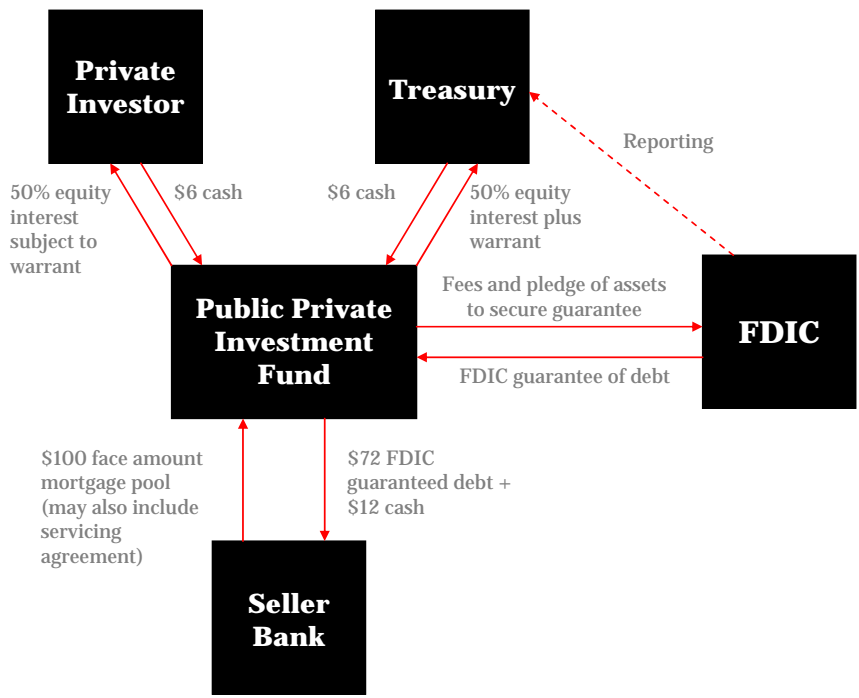 Private
Investor
Treasury
Reporting
50% equity
interest
subject to
warrant
$6 cash
$6 cash
50% equity
interest plus
warrant
Public Private
Investment
Fund
Fees and pledge of assets
to secure guarantee
FDIC guarantee of debt
FDIC
$100 face amount
mortgage pool
(may also include
servicing
agreement)
$72 FDIC
guaranteed debt +
$12 cash
Seller
Bank